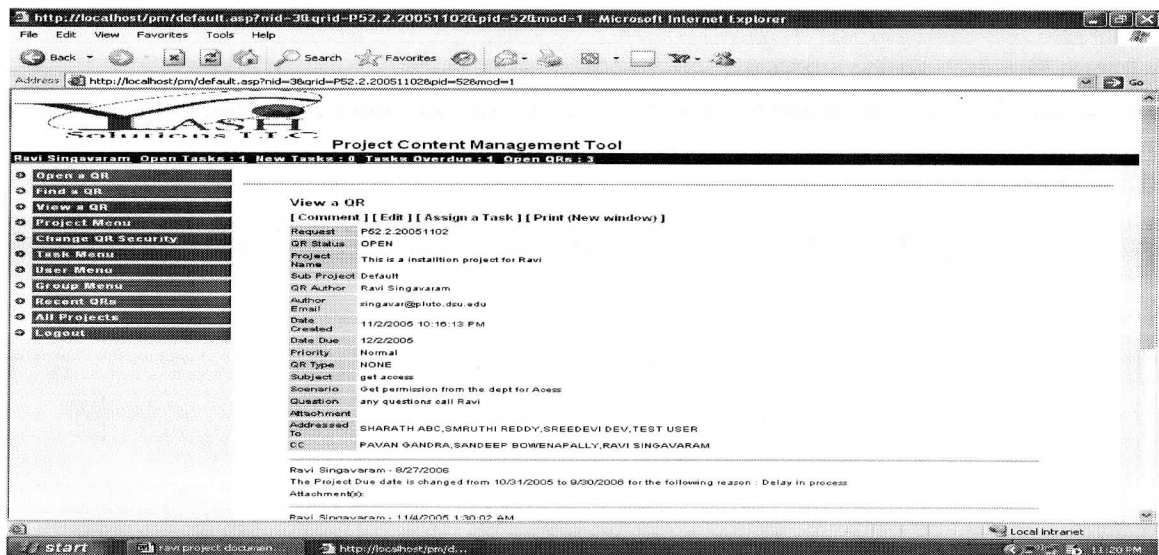 http://localhost/pm/default.asp?nid=3&qrid=P52.2.20051102&pid=52&mod=1 - Microsoft Internet Explorer
File Edit View Favorites Tools Help
Back Search Favorites
Address http://localhost/pm/default.asp?nid=3&qrid=P52.2.20051102&pid=52&mod=1 Go
YASH
Solutions L.L.C.
Project Content Management Tool
Ravi Singavaram Open Tasks : 1 New Tasks : 0 Tasks Overdue : 1 Open QRs : 3
Open a QR
Find a QR
View a QR
Project Menu
Change QR Security
Task Menu
User Menu
Group Menu
Recent QRs
All Projects
Logout
View a QR
[ Comment ] [ Edit ] [ Assign a Task ] [ Print (New window) ]
Request P52.2.20051102
QR Status OPEN
Project Name This is a installtion project for Ravi
Sub Project Default
QR Author Ravi Singavaram
Author Email singavar@pluto.dsu.edu
Date Created 11/2/2005 10:16:13 PM
Date Due 12/2/2005
Priority Normal
QR Type NONE
Subject get access
Scenario Get permission from the dept for Acess
Question any questions call Ravi
Attachment
Addressed To SHARATH ABC,SMRUTHI REDDY,SREEDEVI DEV,TEST USER
CC PAVAN GANDRA,SANDEEP BOWENAPALLY,RAVI SINGAVARAM
Ravi Singavaram - 8/27/2006
The Project Due date is changed from 10/31/2005 to 9/30/2006 for the following reason : Delay in process
Attachment(s):
Ravi Singavaram - 11/4/2005 1:30:02 AM
Local intranet
start ravi project documen... http://localhost/pm/d... 11:20 PM